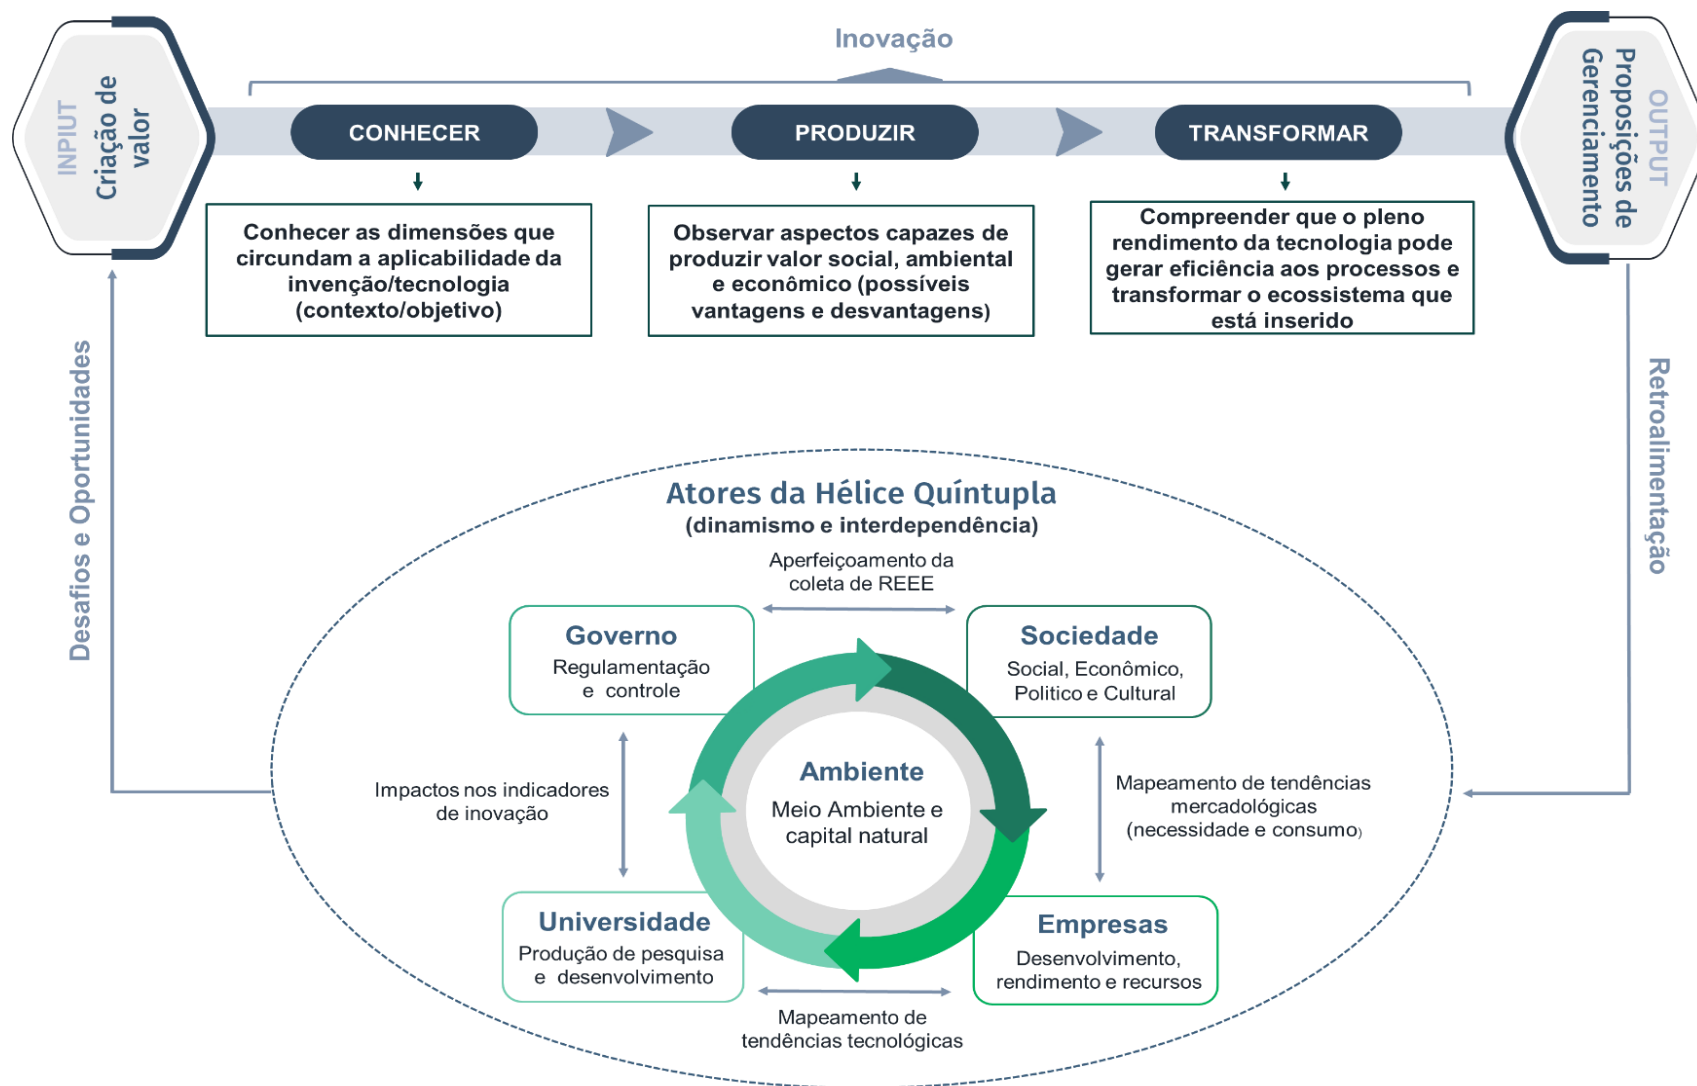 Inovação
INPIUT
Criação de
valor
CONHECER
PRODUZIR
TRANSFORMAR
Proposições de
Gerenciamento
OUTPUT
Conhecer as dimensões que
circundam a aplicabilidade da
invenção/tecnologia
(contexto/objetivo)
Observar aspectos capazes de
produzir valor social, ambiental
e econômico (possíveis
vantagens e desvantagens)
Compreender que o pleno
rendimento da tecnologia pode
gerar eficiência aos processos e
transformar o ecossistema que
está inserido
Desafios e Oportunidades
Retroalimentação
Atores da Hélice Quíntupla
(dinamismo e interdependência)
Aperfeiçoamento da
coleta de REEE
Governo
Regulamentação
e controle
Sociedade
Social, Econômico,
Politico e Cultural
Impactos nos indicadores
de inovação
Ambiente
Meio Ambiente e
capital natural
Mapeamento de tendências
mercadológicas
(necessidade e consumo)
Universidade
Produção de pesquisa
e desenvolvimento
Empresas
Desenvolvimento,
rendimento e recursos
Mapeamento de
tendências tecnológicas